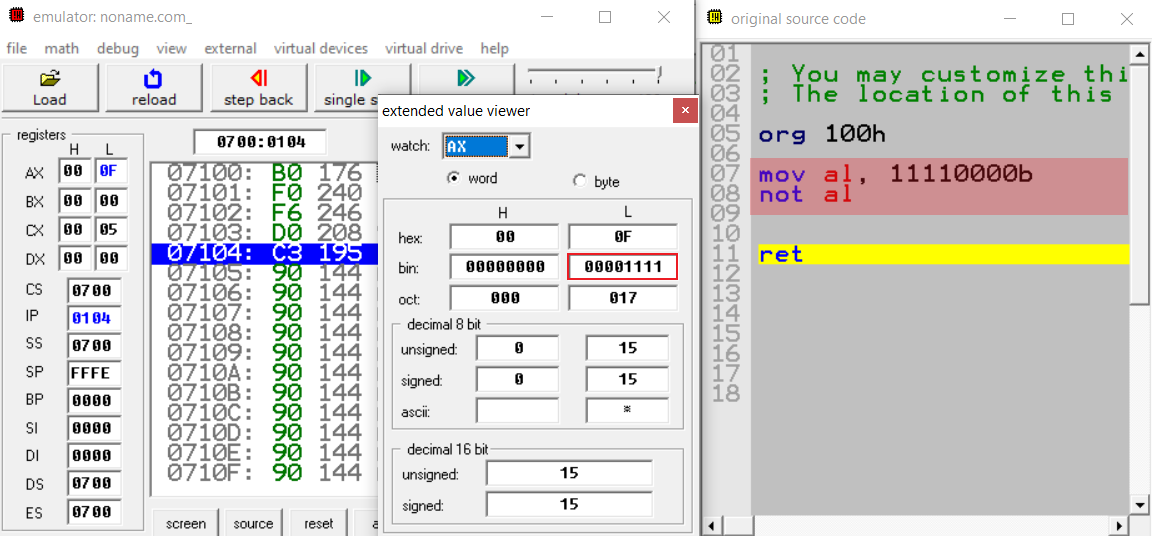 emulator: noname.com_
file math debug view external virtual devices virtual drive help
Load reload step back single s
registers
H L
AX 00 0F
BX 00 00
CX 00 05
DX 00 00
CS 0700
IP 0104
SS 0700
SP FFFE
BP 0000
SI 0000
DI 0000
DS 0700
ES 0700
0700:0104
07100: B0 176
07101: F0 240
07102: F6 246
07103: D0 208
07104: C3 195
07105: 90 144
07106: 90 144
07107: 90 144
07108: 90 144
07109: 90 144
0710A: 90 144
0710B: 90 144
0710C: 90 144
0710D: 90 144
0710E: 90 144
0710F: 90 144
screen source reset a
extended value viewer
watch: AX
word byte
H L
hex: 00 0F
bin: 00000000 00001111
oct: 000 017
decimal 8 bit
unsigned: 0 15
signed: 0 15
ascii: *
decimal 16 bit
unsigned: 15
signed: 15
original source code
01
02 ; You may customize thi
03 ; The location of this
04
05 org 100h
06
07 mov al, 11110000b
08 not al
09
10
11 ret
12
13
14
15
16
17
18